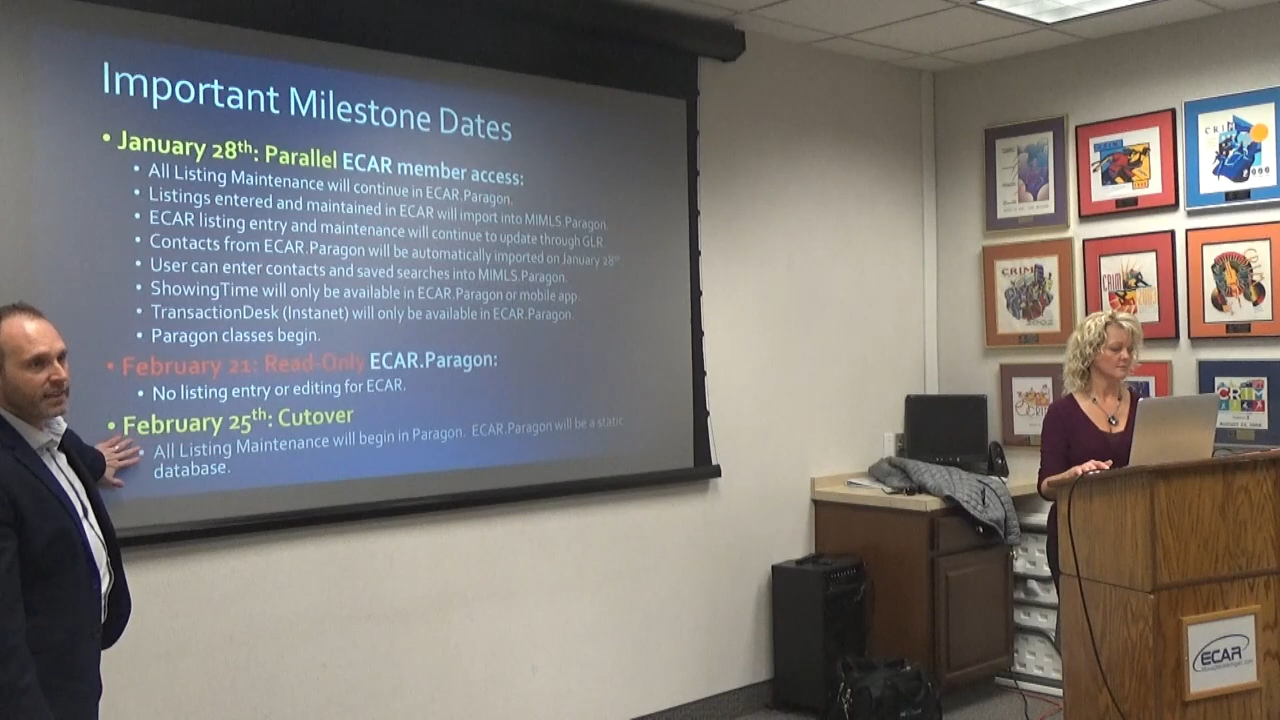 Important Milestone Dates
• January 28th: Parallel ECAR member access:
• All Listing Maintenance will continue in ECAR.Paragon.
• Listings entered and maintained in ECAR will import into MIMLS.Paragon.
• ECAR listing entry and maintenance will continue to update through GLR.
• Contacts from ECAR.Paragon will be automatically imported on January 28th
• User can enter contacts and saved searches into MIMLS.Paragon.
• ShowingTime will only be available in ECAR.Paragon or mobile app.
• TransactionDesk (Instanet) will only be available in ECAR.Paragon.
• Paragon classes begin.
• February 21: Read-Only ECAR.Paragon:
• No listing entry or editing for ECAR.
• February 25th: Cutover
• All Listing Maintenance will begin in Paragon. ECAR.Paragon will be a static
database.
CRIM
CRIM
CRIM
CRIM
ECAR